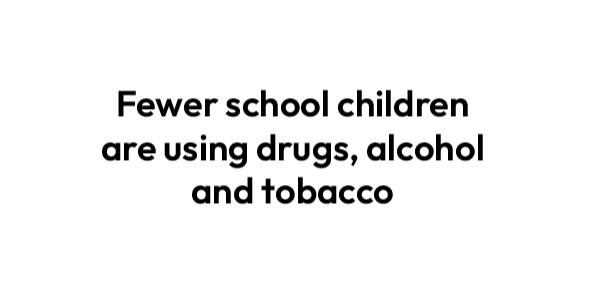 Fewer school children
are using drugs, alcohol
and tobacco